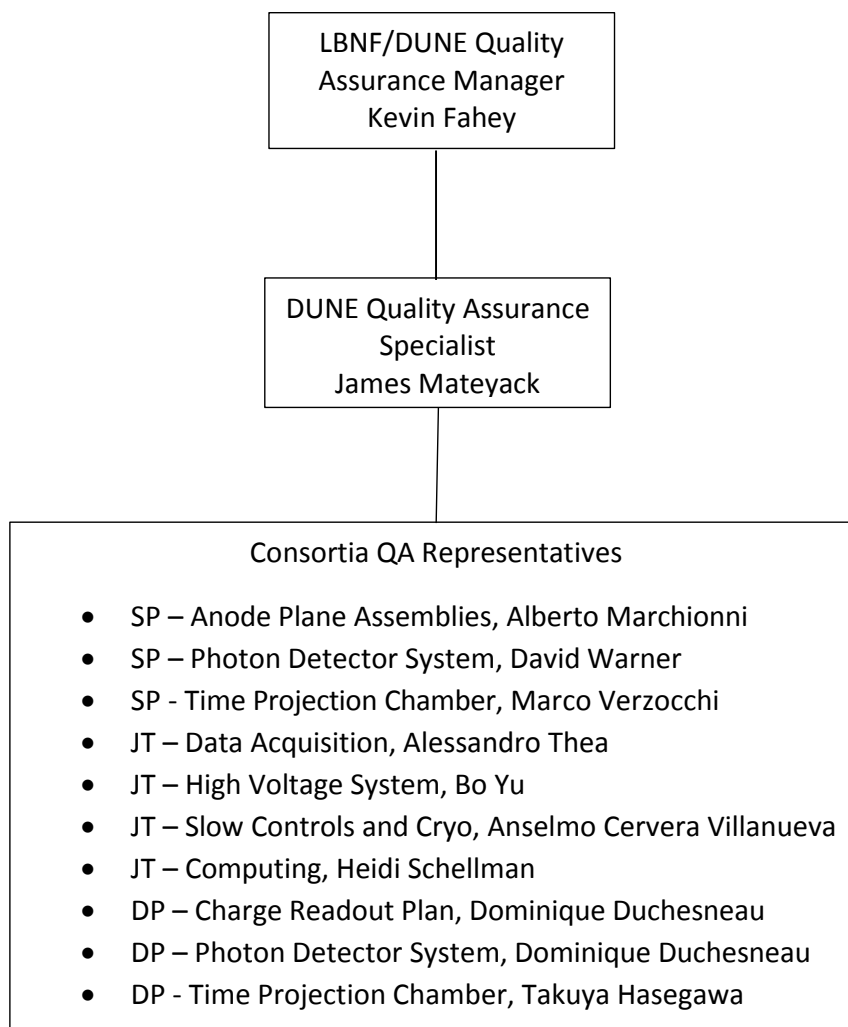 LBNF/DUNE Quality
Assurance Manager
Kevin Fahey
DUNE Quality Assurance
Specialist
James Mateyack
Consortia QA Representatives
• SP – Anode Plane Assemblies, Alberto Marchionni
• SP – Photon Detector System, David Warner
• SP - Time Projection Chamber, Marco Verzocchi
• JT – Data Acquisition, Alessandro Thea
• JT – High Voltage System, Bo Yu
• JT – Slow Controls and Cryo, Anselmo Cervera Villanueva
• JT – Computing, Heidi Schellman
• DP – Charge Readout Plan, Dominique Duchesneau
• DP – Photon Detector System, Dominique Duchesneau
• DP - Time Projection Chamber, Takuya Hasegawa